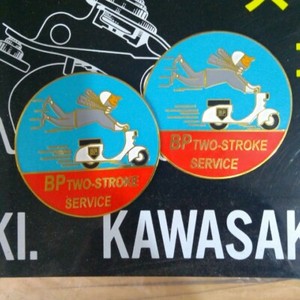 BP TWO-STROKE
SERVICE
BP TWO-STROKE
SERVICE
KI. KAWASAK